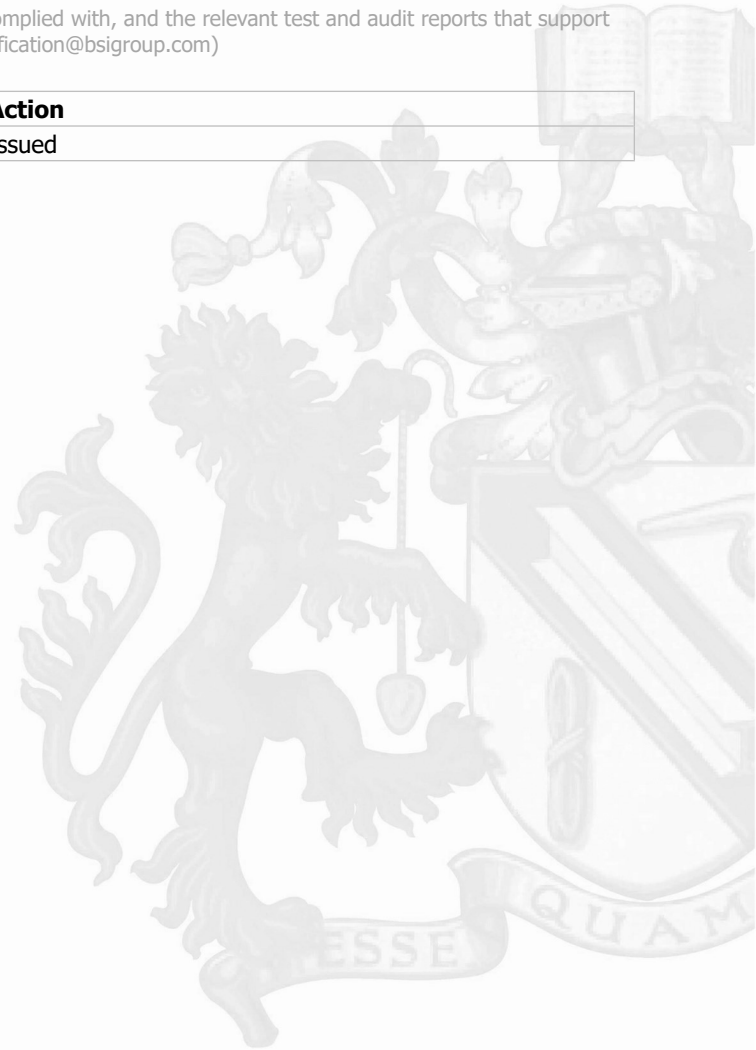 omplied with, and the relevant test and audit reports that support
fication@bsigroup.com)
Action
ssued
ESSE
QUAM